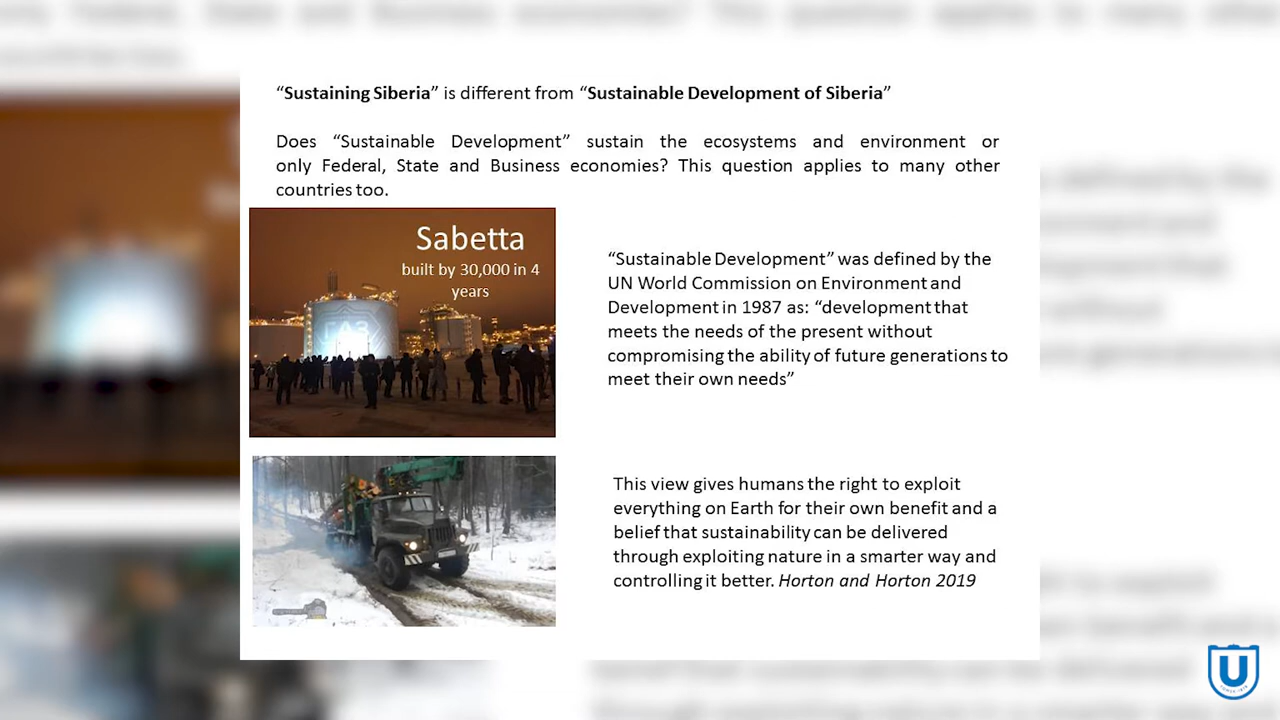 “Sustaining Siberia” is different from “Sustainable Development of Siberia”
Does “Sustainable Development” sustain the ecosystems and environment or
only Federal, State and Business economies? This question applies to many other
countries too.
Sabetta
built by 30,000 in 4
years
ГАЗ
“Sustainable Development” was defined by the
UN World Commission on Environment and
Development in 1987 as: “development that
meets the needs of the present without
compromising the ability of future generations to
meet their own needs”
This view gives humans the right to exploit
everything on Earth for their own benefit and a
belief that sustainability can be delivered
through exploiting nature in a smarter way and
controlling it better. Horton and Horton 2019
U